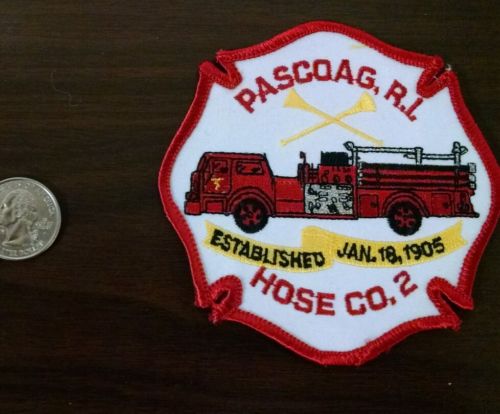 PASCOAG, R.I.
ESTABLISHED JAN. 18, 1905
HOSE CO. 2